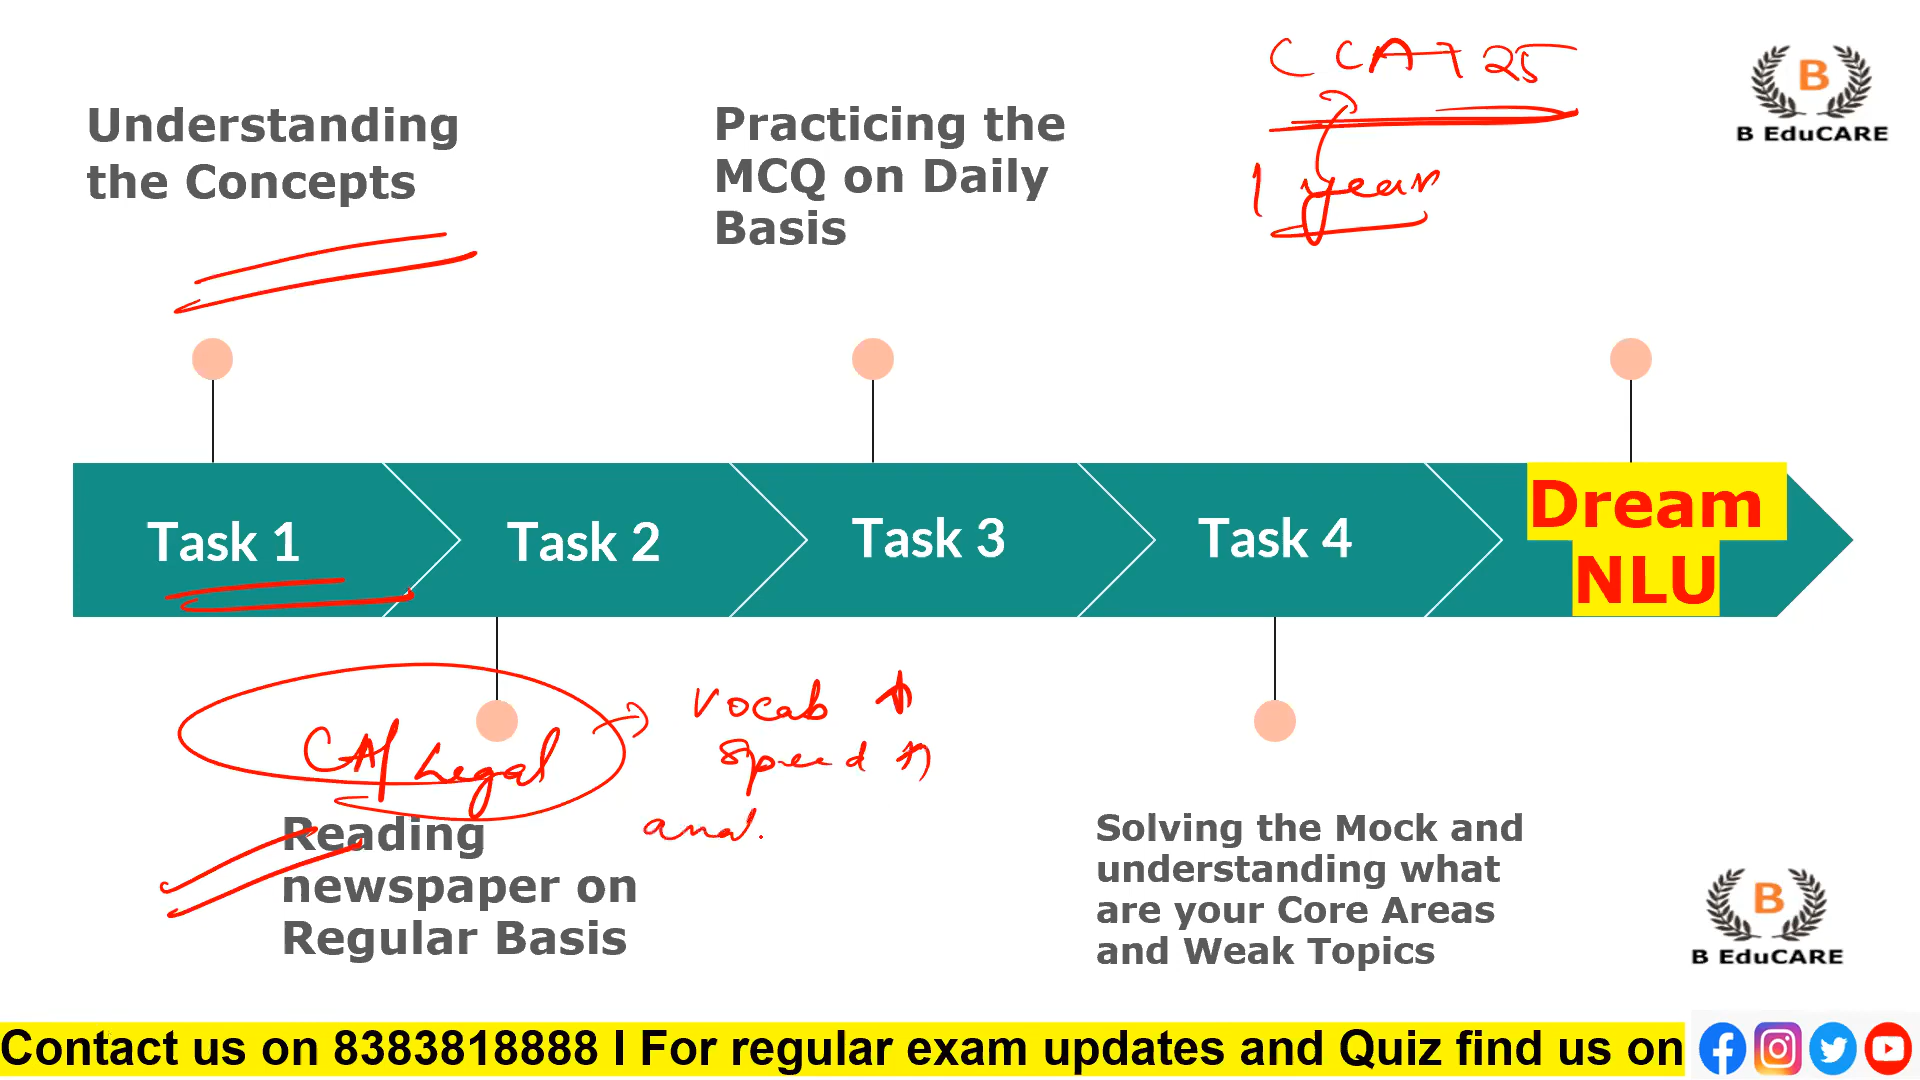 Understanding
the Concepts
Practicing the
MCQ on Daily
Basis
CCAT 25
1 year
B
B EduCARE
Task 1
Task 2
Task 3
Task 4
Dream
NLU
CA/Legal
vocab ↑
speed ↑
anal.
Reading
newspaper on
Regular Basis
Solving the Mock and
understanding what
are your Core Areas
and Weak Topics
B
B EduCARE
Contact us on 8383818888 I For regular exam updates and Quiz find us on